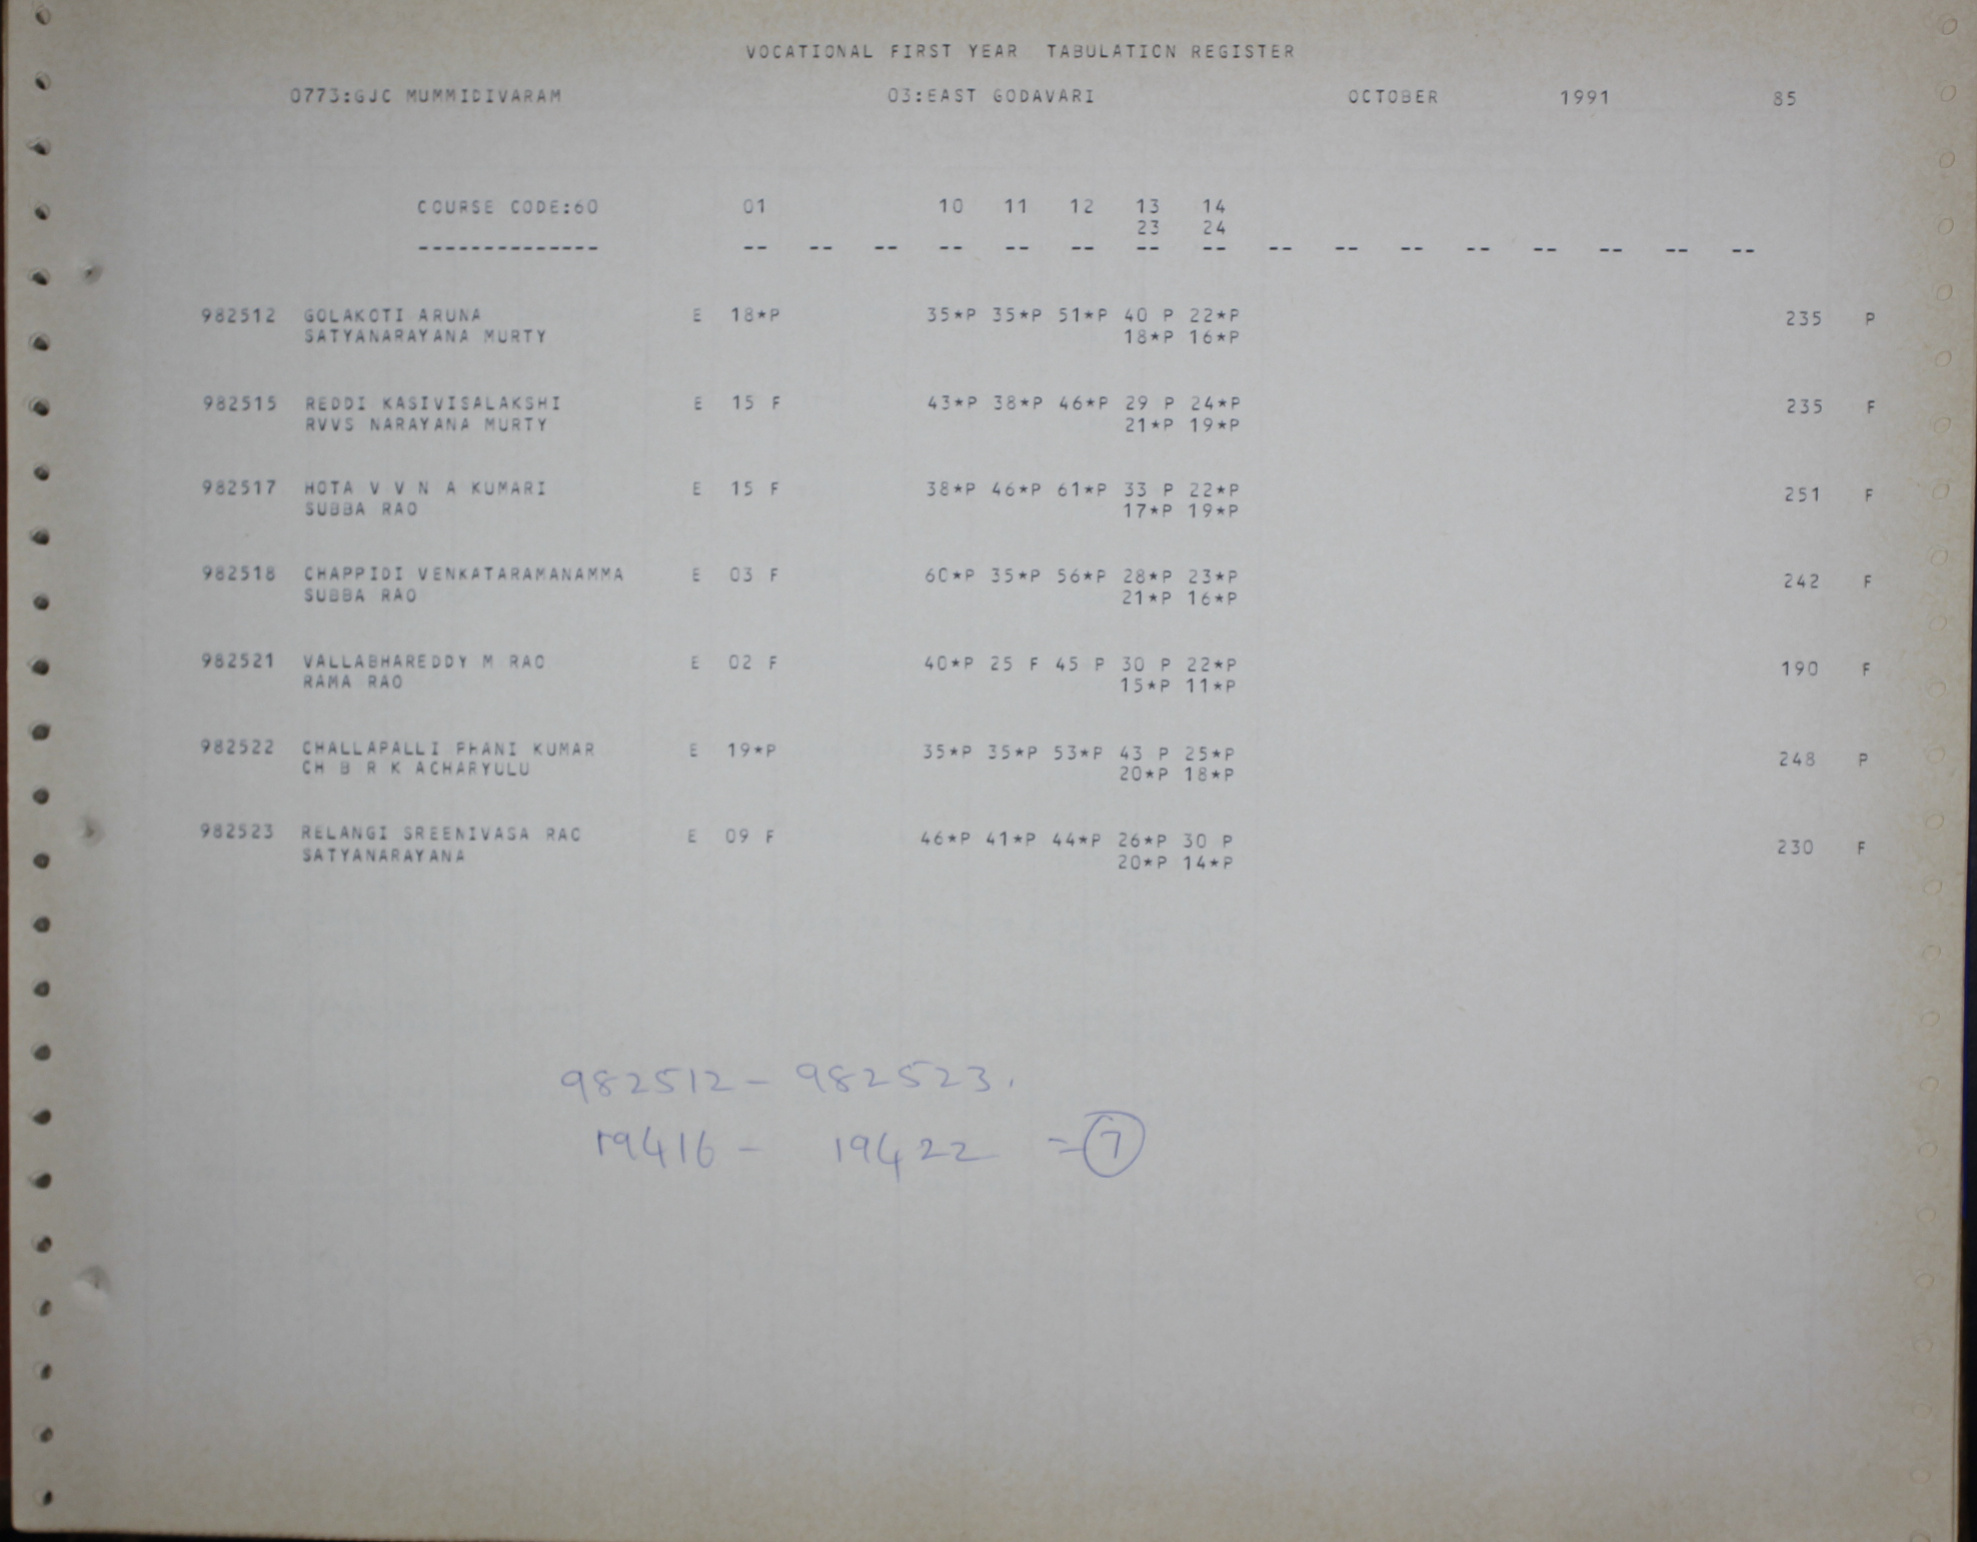 VOCATIONAL FIRST YEAR TABULATION REGISTER
0773:GJC MUMMIDIVARAM 03:EAST GODAVARI OCTOBER 1991 85
COURSE CODE:60 01 10 11 12 13 14
23 24
-------------- -- -- -- -- -- -- -- -- -- -- -- -- -- -- -- --
982512 GOLAKOTI ARUNA E 18*P 35*P 35*P 51*P 40 P 22*P 235 P
SATYANARAYANA MURTY 18*P 16*P
982515 REDDI KASIVISALAKSHI E 15 F 43*P 38*P 46*P 29 P 24*P 235 F
RVVS NARAYANA MURTY 21*P 19*P
982517 HOTA V V N A KUMARI E 15 F 38*P 46*P 61*P 33 P 22*P 251 F
SUBBA RAO 17*P 19*P
982518 CHAPPIDI VENKATARAMANAMMA E 03 F 60*P 35*P 56*P 28*P 23*P 242 F
SUBBA RAO 21*P 16*P
982521 VALLABHAREDDY M RAO E 02 F 40*P 25 F 45 P 30 P 22*P 190 F
RAMA RAO 15*P 11*P
982522 CHALLAPALLI PHANI KUMAR E 19*P 35*P 35*P 53*P 43 P 25*P 248 P
CH B R K ACHARYULU 20*P 18*P
982523 RELANGI SREENIVASA RAO E 09 F 46*P 41*P 44*P 26*P 30 P 230 F
SATYANARAYANA 20*P 14*P
982512 - 982523.
19416 - 19422 = 7